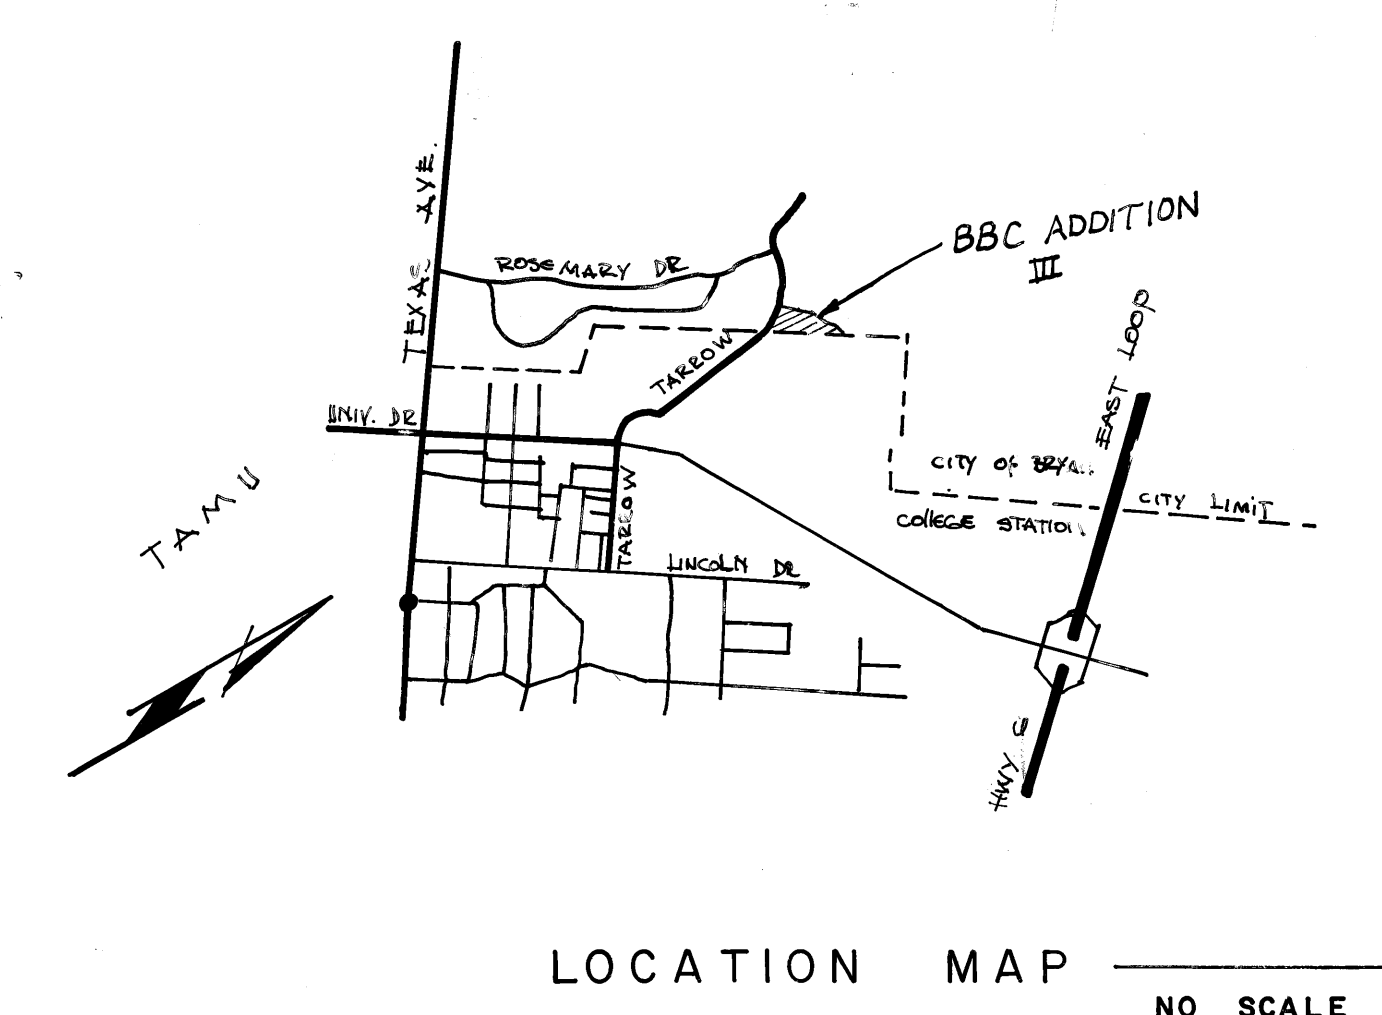 TEXAS AVE.
ROSEMARY DR
BBC ADDITION
III
EAST LOOP
TARROW
UNIV. DR
CITY OF BRYAN
CITY LIMIT
COLLEGE STATION
TAMU
TARROW
LINCOLN DR
HWY 6
LOCATION MAP
NO SCALE